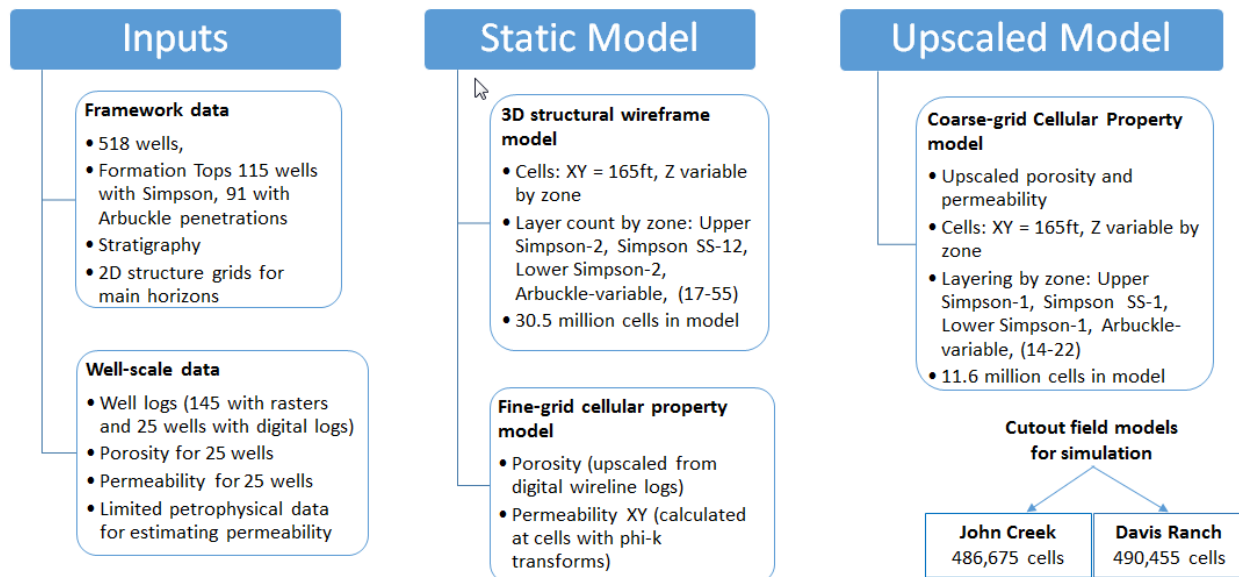 Inputs
Framework data
• 518 wells,
• Formation Tops 115 wells
with Simpson, 91 with
Arbuckle penetrations
• Stratigraphy
• 2D structure grids for
main horizons
Well-scale data
• Well logs (145 with rasters
and 25 wells with digital logs)
• Porosity for 25 wells
• Permeability for 25 wells
• Limited petrophysical data
for estimating permeability
Static Model
3D structural wireframe
model
• Cells: XY = 165ft, Z variable
by zone
• Layer count by zone: Upper
Simpson-2, Simpson SS-12,
Lower Simpson-2,
Arbuckle-variable, (17-55)
• 30.5 million cells in model
Fine-grid cellular property
model
• Porosity (upscaled from
digital wireline logs)
• Permeability XY (calculated
at cells with phi-k
transforms)
Upscaled Model
Coarse-grid Cellular Property
model
• Upscaled porosity and
permeability
• Cells: XY = 165ft, Z variable by
zone
• Layering by zone: Upper
Simpson-1, Simpson SS-1,
Lower Simpson-1, Arbuckle-
variable, (14-22)
• 11.6 million cells in model
Cutout field models
for simulation
John Creek
486,675 cells
Davis Ranch
490,455 cells